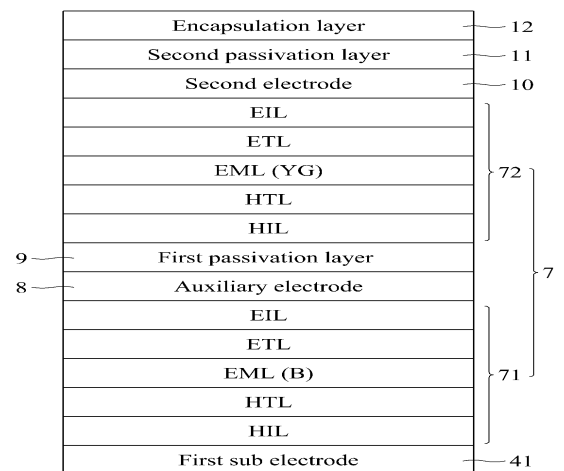 Encapsulation layer 12
Second passivation layer 11
Second electrode 10
EIL
ETL
EML (YG) 72
HTL
HIL
9 First passivation layer 7
8 Auxiliary electrode
EIL
ETL
EML (B) 71
HTL
HIL
First sub electrode 41